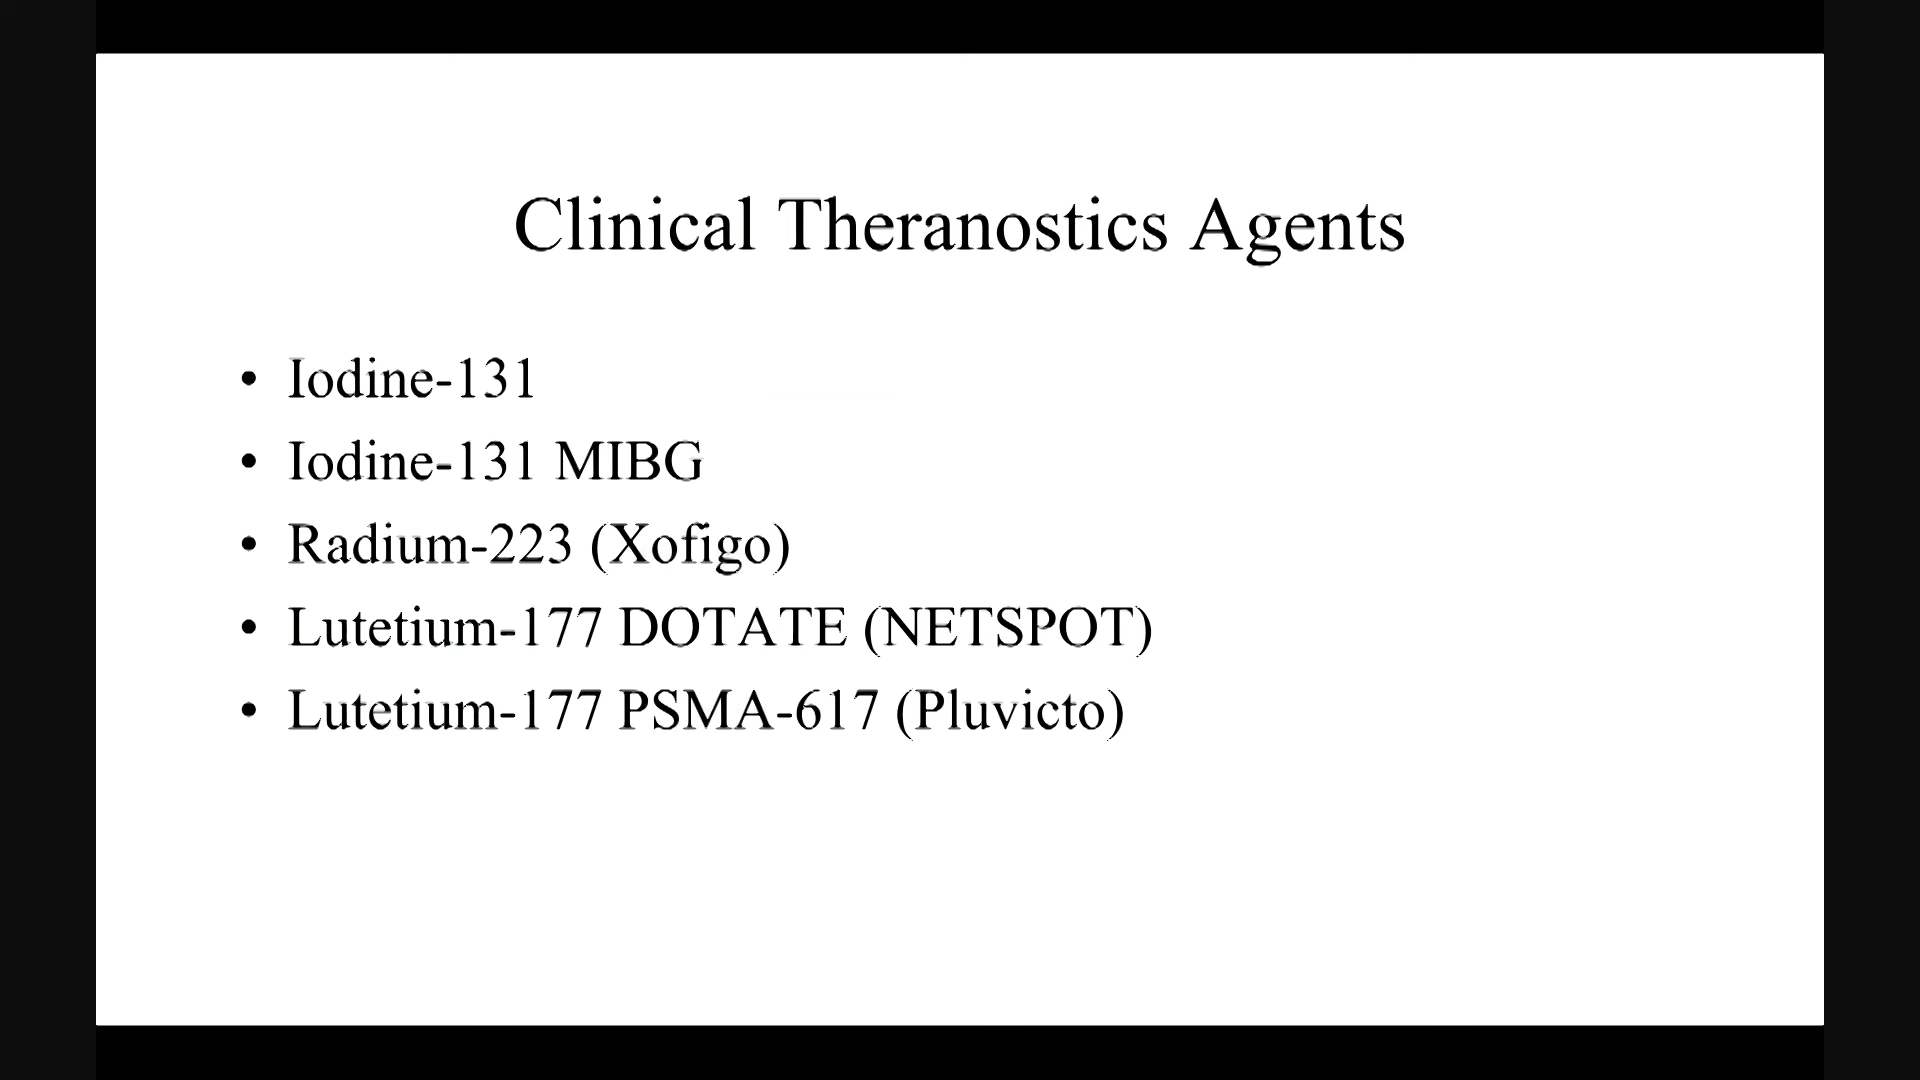 Clinical Theranostics Agents
• Iodine-131
• Iodine-131 MIBG
• Radium-223 (Xofigo)
• Lutetium-177 DOTATE (NETSPOT)
• Lutetium-177 PSMA-617 (Pluvicto)